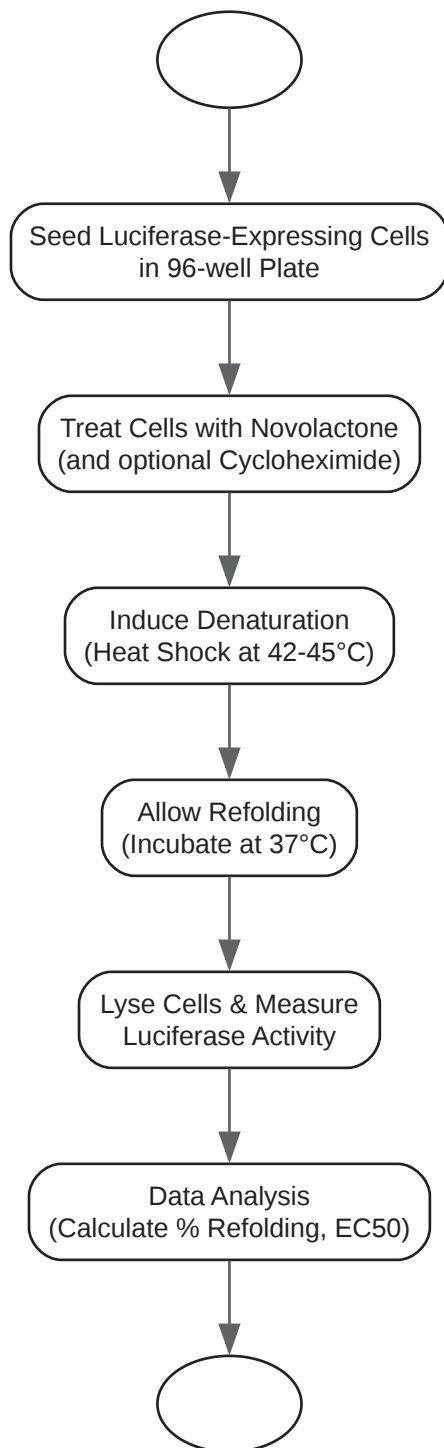 Seed Luciferase-Expressing Cells
in 96-well Plate
Treat Cells with Novolactone
(and optional Cycloheximide)
Induce Denaturation
(Heat Shock at 42-45°C)
Allow Refolding
(Incubate at 37°C)
Lyse Cells & Measure
Luciferase Activity
Data Analysis
(Calculate % Refolding, EC50)